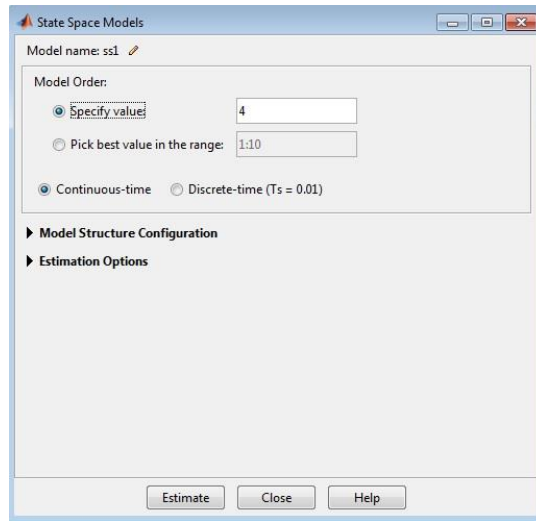 State Space Models
Model name: ss1
Model Order:
Specify value: 4
Pick best value in the range: 1:10
Continuous-time Discrete-time (Ts = 0.01)
Model Structure Configuration
Estimation Options
Estimate Close Help